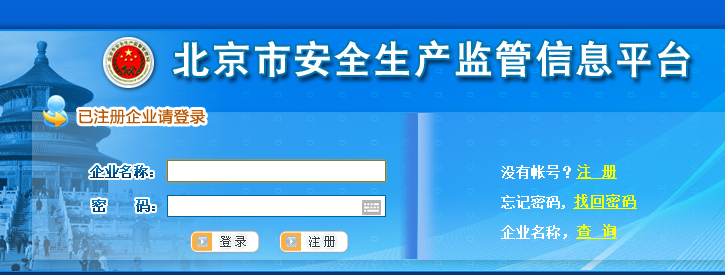 北京市安全生产监管信息平台
已注册企业请登录
企业名称：
没有帐号？注 册
密 码：
忘记密码，找回密码
企业名称，查 询
登 录 注 册